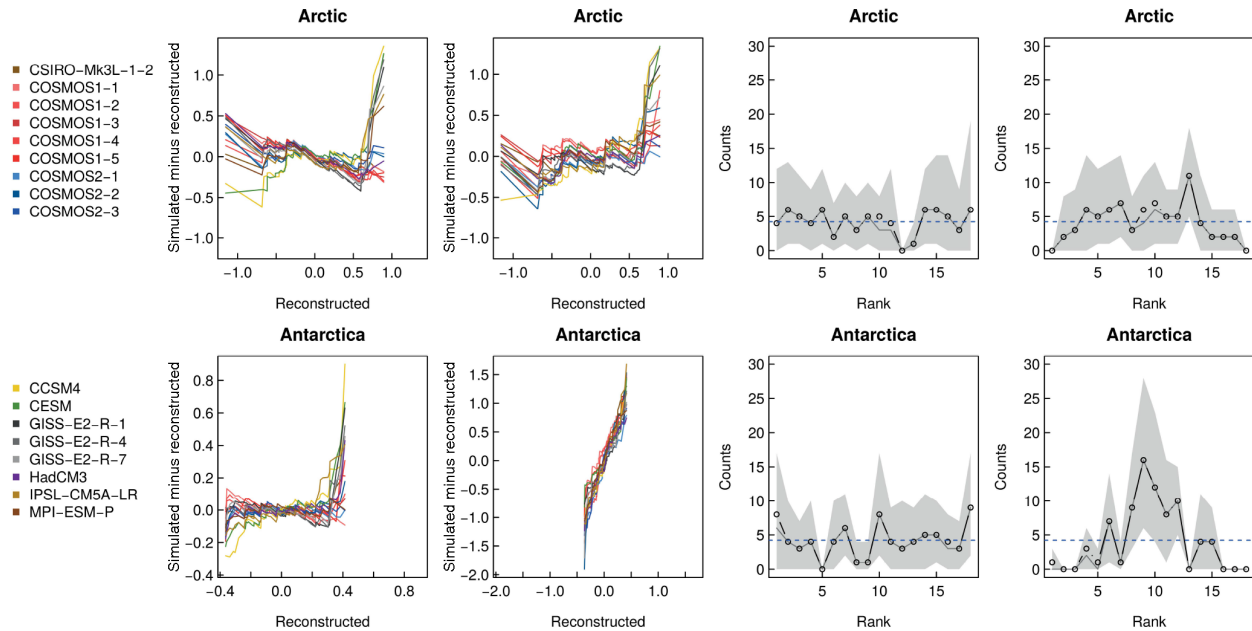 Arctic
Arctic
Arctic
Arctic
CSIRO-Mk3L-1-2
COSMOS1-1
COSMOS1-2
COSMOS1-3
COSMOS1-4
COSMOS1-5
COSMOS2-1
COSMOS2-2
COSMOS2-3
Simulated minus reconstructed
1.0
0.5
0.0
−0.5
−1.0
−1.0 0.0 0.5 1.0
Reconstructed
Simulated minus reconstructed
1.0
0.5
0.0
−0.5
−1.0
−1.0 0.0 0.5 1.0
Reconstructed
Counts
30
25
20
15
10
5
0
5 10 15
Rank
Counts
30
25
20
15
10
5
0
5 10 15
Rank
Antarctica
Antarctica
Antarctica
Antarctica
CCSM4
CESM
GISS-E2-R-1
GISS-E2-R-4
GISS-E2-R-7
HadCM3
IPSL-CM5A-LR
MPI-ESM-P
Simulated minus reconstructed
0.8
0.6
0.4
0.2
0.0
−0.2
−0.4
−0.4 0.0 0.4 0.8
Reconstructed
Simulated minus reconstructed
1.5
1.0
0.5
0.0
−0.5
−1.0
−2.0
−2.0 −1.0 0.0 1.0
Reconstructed
Counts
30
25
20
15
10
5
0
5 10 15
Rank
Counts
30
25
20
15
10
5
0
5 10 15
Rank